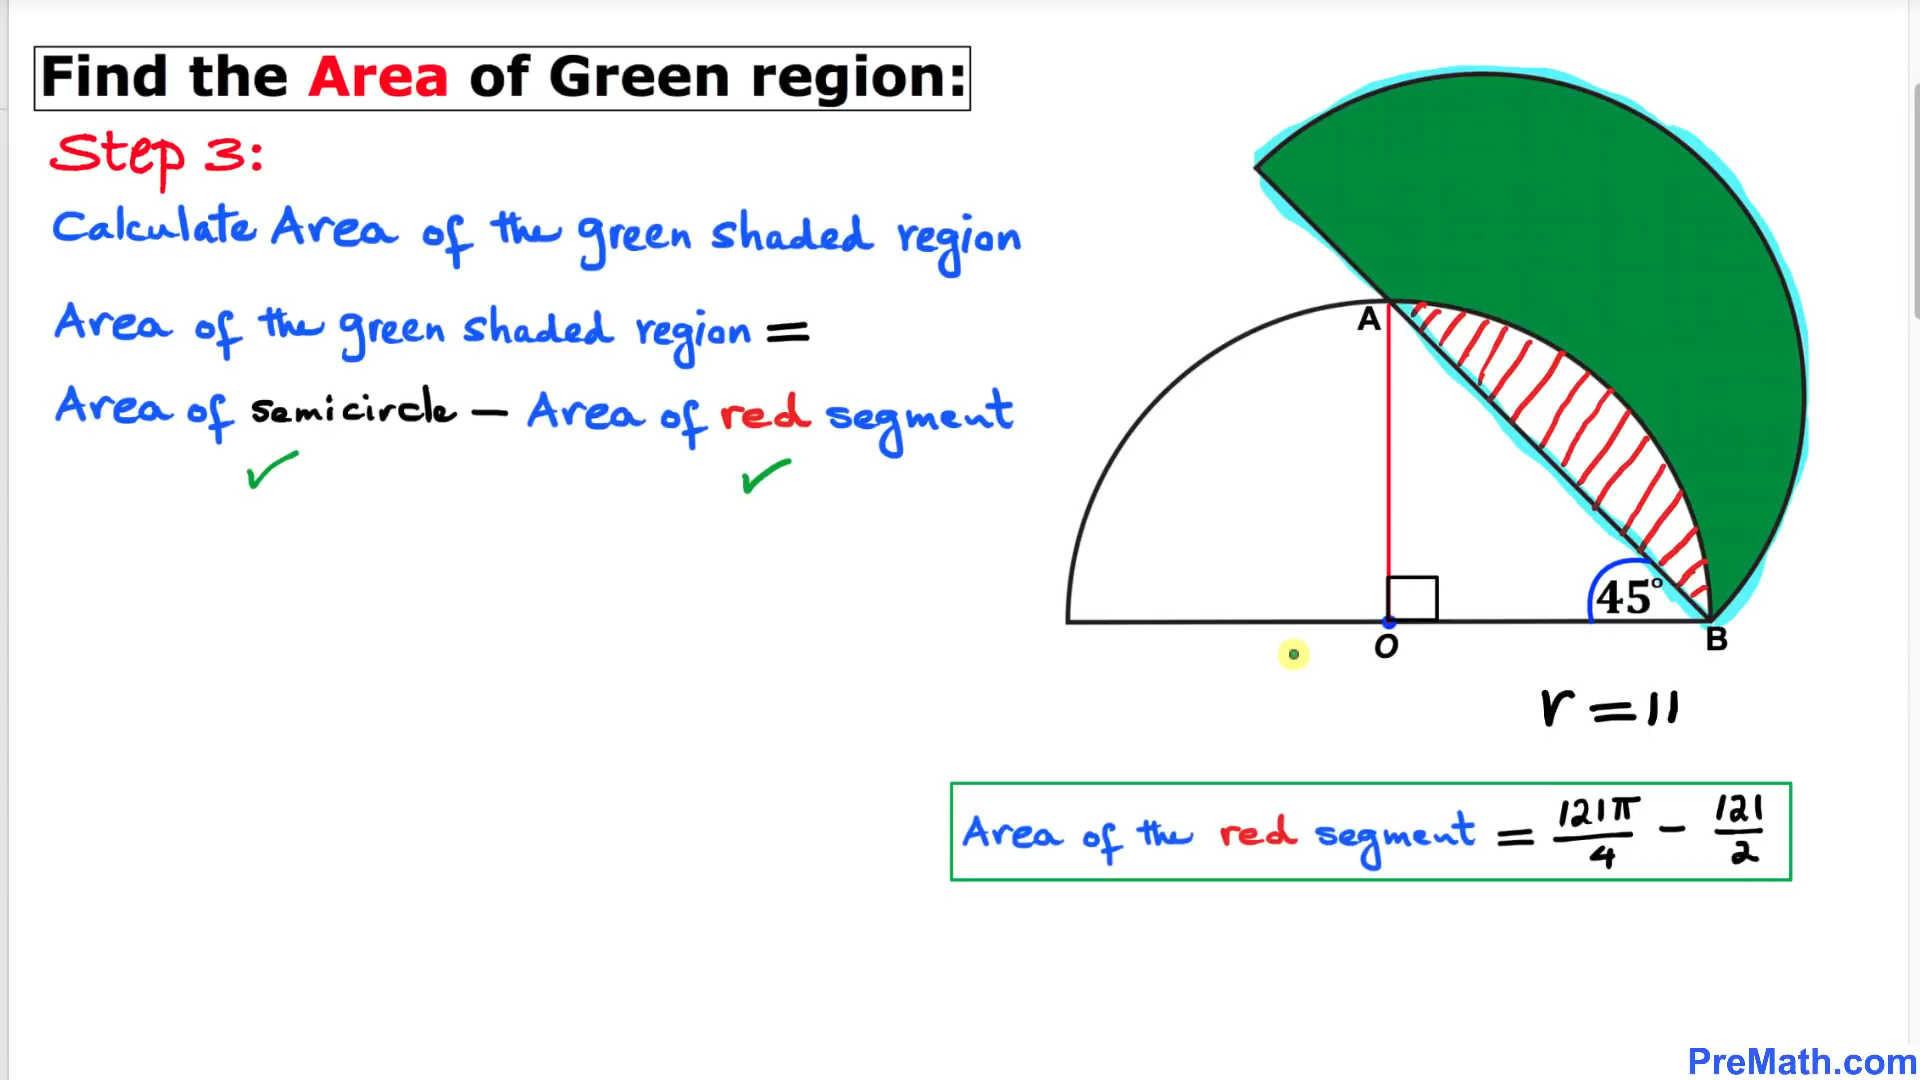 Find the Area of Green region:
Step 3:
Calculate Area of the green shaded region
Area of the green shaded region =
Area of semicircle – Area of red segment
✓ ✓
A
45°
O
B
r = 11
Area of the red segment = 121π/4 – 121/2
PreMath.com